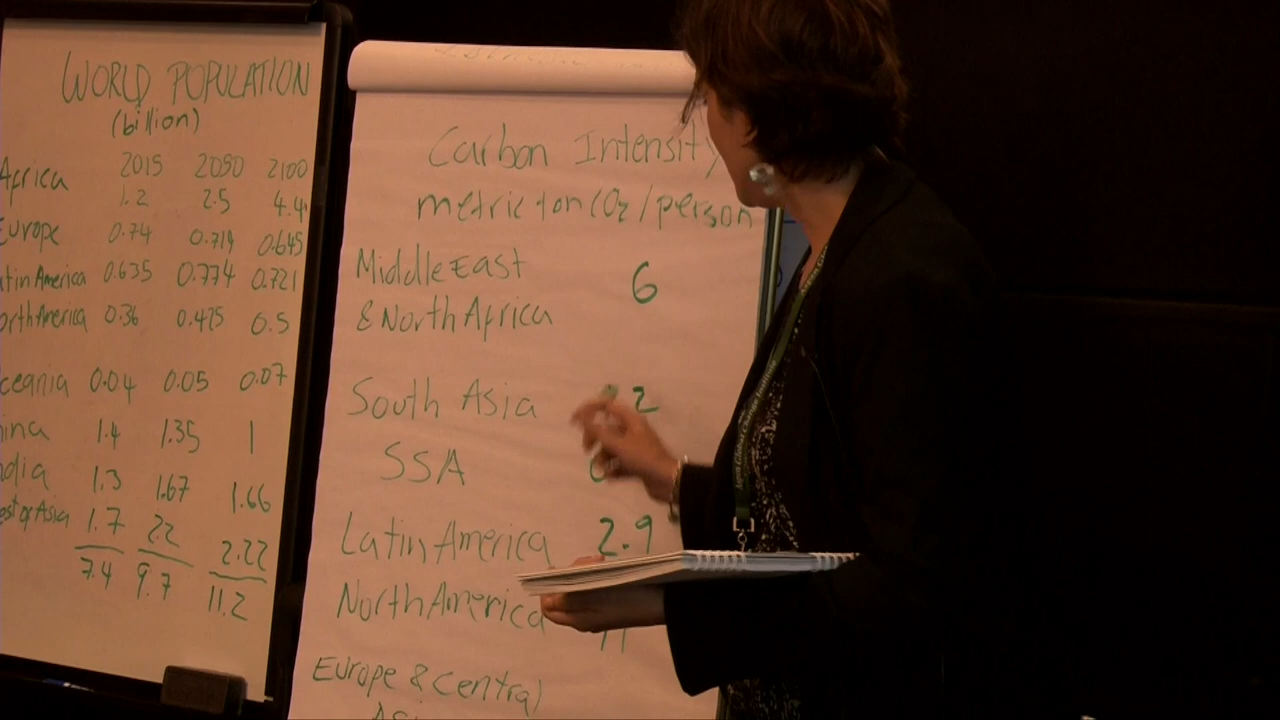 WORLD POPULATION
(billion)
2015 2050 2100
Africa 1.2 2.5 4.4
Europe 0.74 0.719 0.645
tin America 0.635 0.774 0.721
orth America 0.36 0.475 0.5
ceania 0.04 0.05 0.07
ina 1.4 1.35 1
dia 1.3 1.67 1.66
est of Asia 1.7 22 2.22
7.4 9.7 11.2
Carbon Intensity
metric ton CO2/person
Middle East
& North Africa 6
South Asia 2
SSA
Latin America 2.9
North America
Europe & Central
Asi